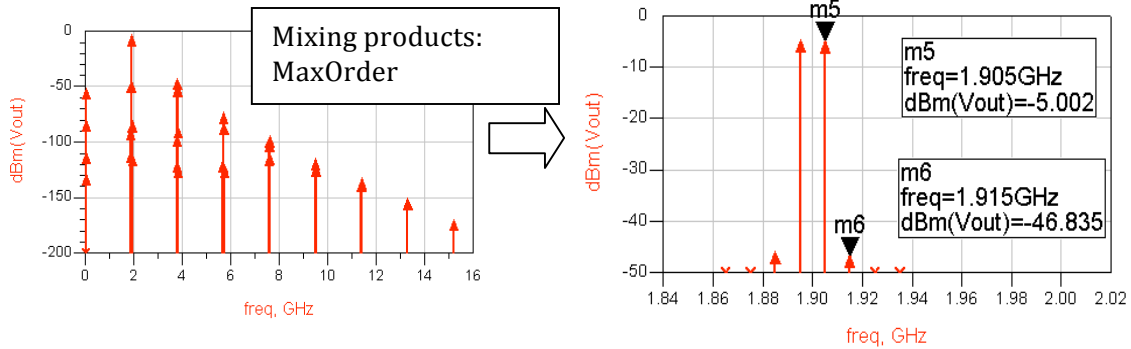 Mixing products:
MaxOrder
0
-50
-100
-150
-200
dBm(Vout)
0 2 4 6 8 10 12 14 16
freq, GHz
m5
m6
0
-10
-20
-30
-40
-50
dBm(Vout)
1.84 1.86 1.88 1.90 1.92 1.94 1.96 1.98 2.00 2.02
freq, GHz
m5
freq=1.905GHz
dBm(Vout)=-5.002
m6
freq=1.915GHz
dBm(Vout)=-46.835